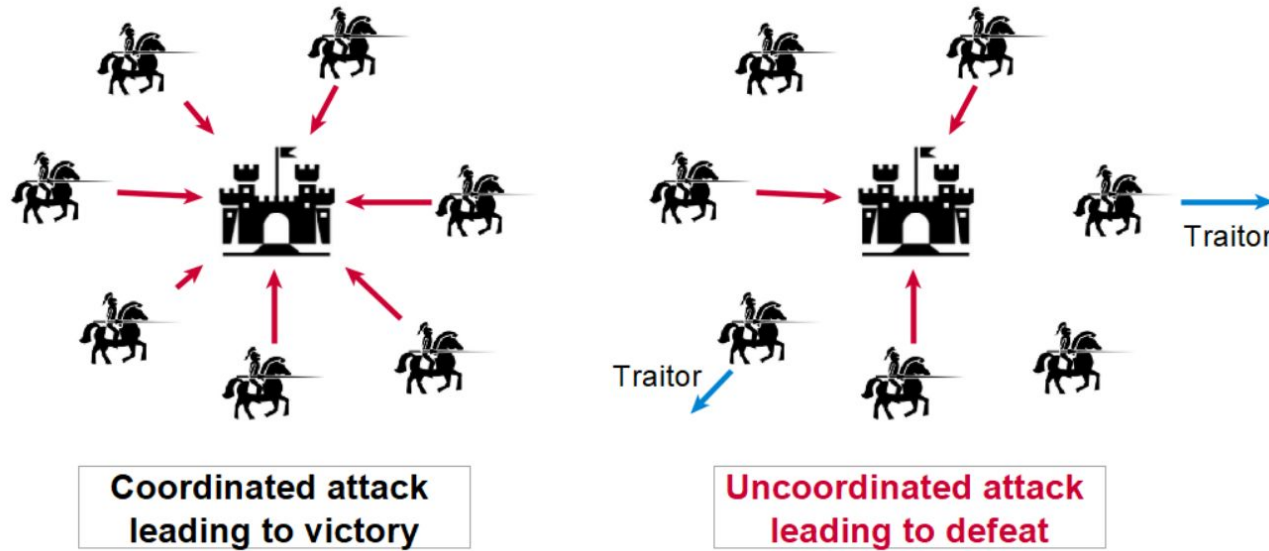 Traitor
Traitor
Coordinated attack
leading to victory
Uncoordinated attack
leading to defeat